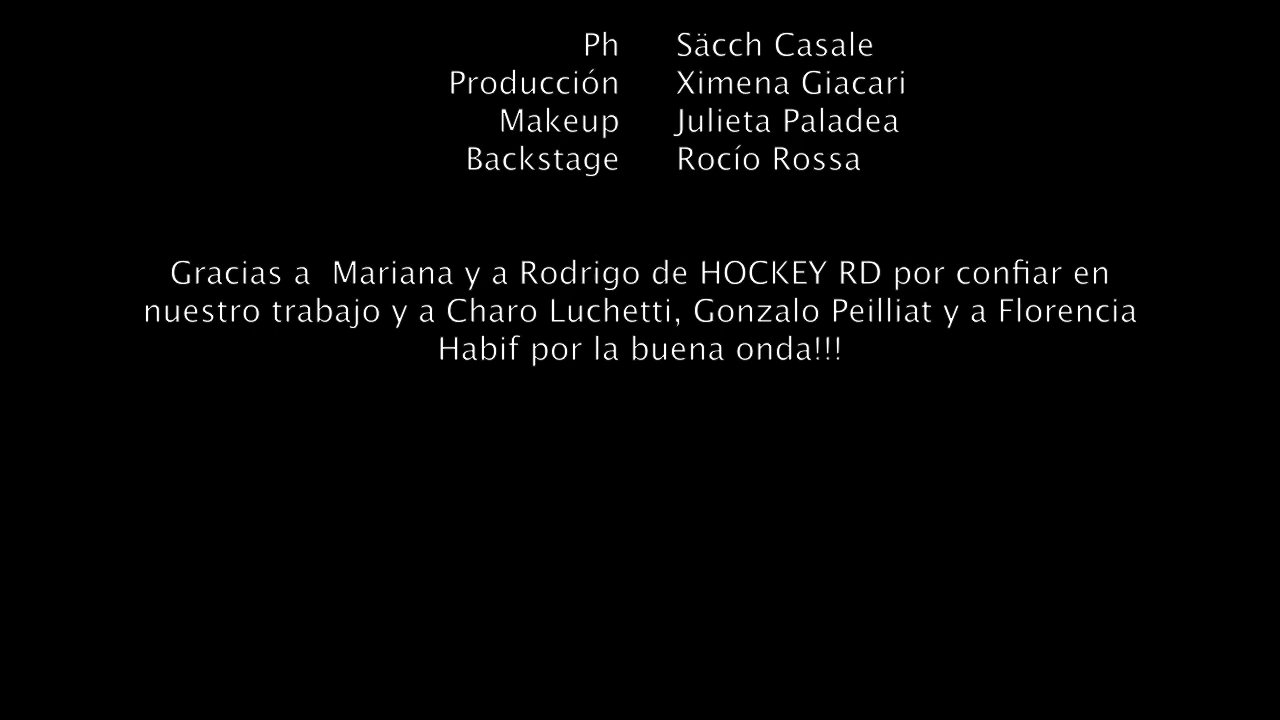 Ph Säcch Casale
Producción Ximena Giacari
Makeup Julieta Paladea
Backstage Rocío Rossa
Gracias a  Mariana y a Rodrigo de HOCKEY RD por confiar en
nuestro trabajo y a Charo Luchetti, Gonzalo Peilliat y a Florencia
Habif por la buena onda!!!